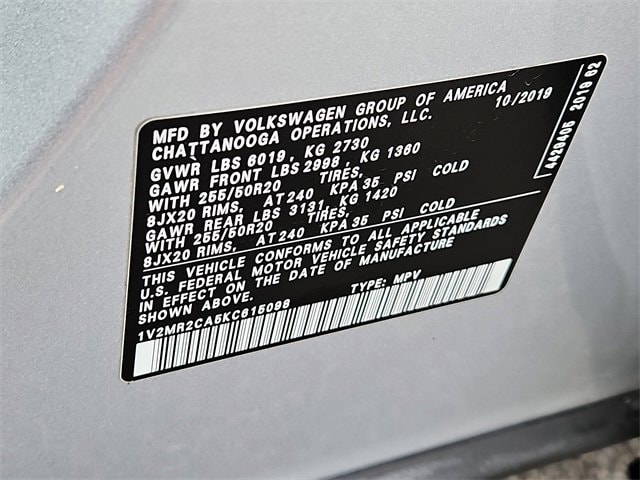 MFD BY VOLKSWAGEN GROUP OF AMERICA 10/2019
CHATTANOOGA OPERATIONS, LLC.
GVWR LBS 6019, KG 2730
GAWR FRONT LBS 2998, KG 1360
WITH 255/50R20 TIRES,
8JX20 RIMS, AT 240 KPA 35 PSI COLD
GAWR REAR LBS 3131, KG 1420
WITH 255/50R20 TIRES,
8JX20 RIMS, AT 240 KPA 35 PSI COLD
THIS VEHICLE CONFORMS TO ALL APPLICABLE
U.S. FEDERAL MOTOR VEHICLE SAFETY STANDARDS
IN EFFECT ON THE DATE OF MANUFACTURE
SHOWN ABOVE.
1V2MR2CA5KC615098 TYPE: MPV
4429405 2019 62